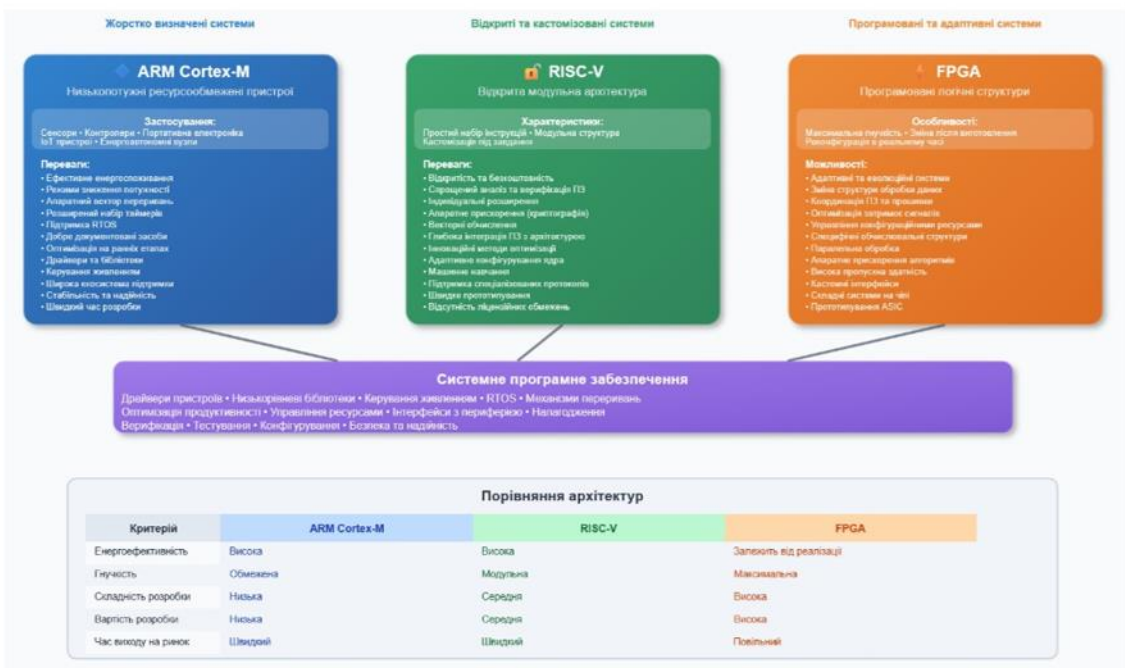 Жорстко визначені системи
Відкриті та кастомізовані системи
Програмовані та адаптивні системи
ARM Cortex-M
Низькопотужні ресурсообмежені пристрої
Застосування:
Сенсори • Контролери • Портативна електроніка
IoT пристрої • Енергоавтономні вузли
Переваги:
• Ефективне енергоспоживання
• Режими зниження потужності
• Апаратний вектор переривань
• Розширений набір таймерів
• Підтримка RTOS
• Добре документовані засоби
• Оптимізація на ранніх етапах
• Драйвери та бібліотеки
• Керування живленням
• Широка екосистема підтримки
• Стабільність та надійність
• Швидкий час розробки
RISC-V
Відкрита модульна архітектура
Характеристики:
Простий набір інструкцій • Модульна структура
Кастомізація під завдання
Переваги:
• Відкритість та безкоштовність
• Спрощений аналіз та верифікація ПЗ
• Індивідуальні розширення
• Апаратне прискорення (криптографія)
• Векторні обчислення
• Глибока інтеграція ПЗ з архітектурою
• Інноваційні методи оптимізації
• Адаптивне конфігурування ядра
• Машинне навчання
• Підтримка спеціалізованих протоколів
• Швидке прототипування
• Відсутність ліцензійних обмежень
FPGA
Програмовані логічні структури
Особливості:
Максимальна гнучкість • Зміна після виготовлення
Реконфігурація в реальному часі
Можливості:
• Адаптивні та еволюційні системи
• Зміна структури обробки даних
• Координація ПЗ та прошивки
• Оптимізація затримок сигналів
• Управління конфігураційними ресурсами
• Специфічні обчислювальні структури
• Паралельна обробка
• Апаратне прискорення алгоритмів
• Висока пропускна здатність
• Кастомні інтерфейси
• Складні системи на чіпі
• Прототипування ASIC
Системне програмне забезпечення
Драйвери пристроїв • Низькорівневі бібліотеки • Керування живленням • RTOS • Механізми переривань
Оптимізація продуктивності • Управління ресурсами • Інтерфейси з периферією • Налагодження
Верифікація • Тестування • Конфігурування • Безпека та надійність
Порівняння архітектур
Критерій ARM Cortex-M RISC-V FPGA
Енергоефективність Висока Висока Залежить від реалізації
Гнучкість Обмежена Модульна Максимальна
Складність розробки Низька Середня Висока
Вартість розробки Низька Середня Висока
Час виходу на ринок Швидкий Швидкий Повільний